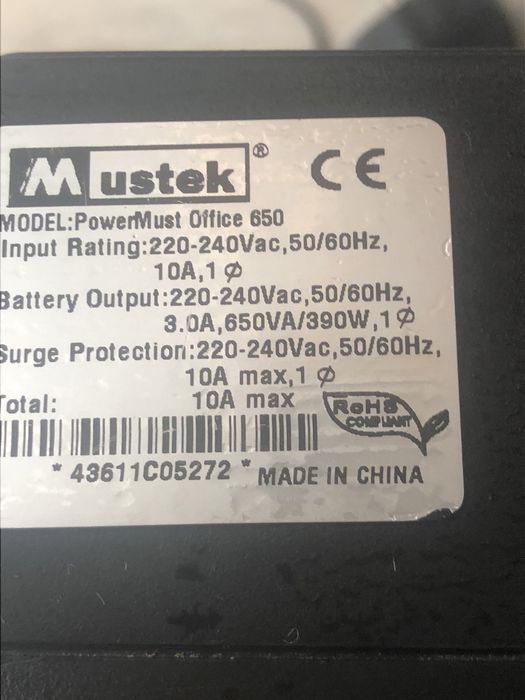 Mustek ® CE
MODEL:PowerMust Office 650
Input Rating:220-240Vac,50/60Hz,
10A,1 ϕ
Battery Output:220-240Vac,50/60Hz,
3.0A,650VA/390W,1 ϕ
Surge Protection:220-240Vac,50/60Hz,
10A max,1 ϕ
Total: 10A max
RoHS
COMPLIANT
* 43611C05272 * MADE IN CHINA